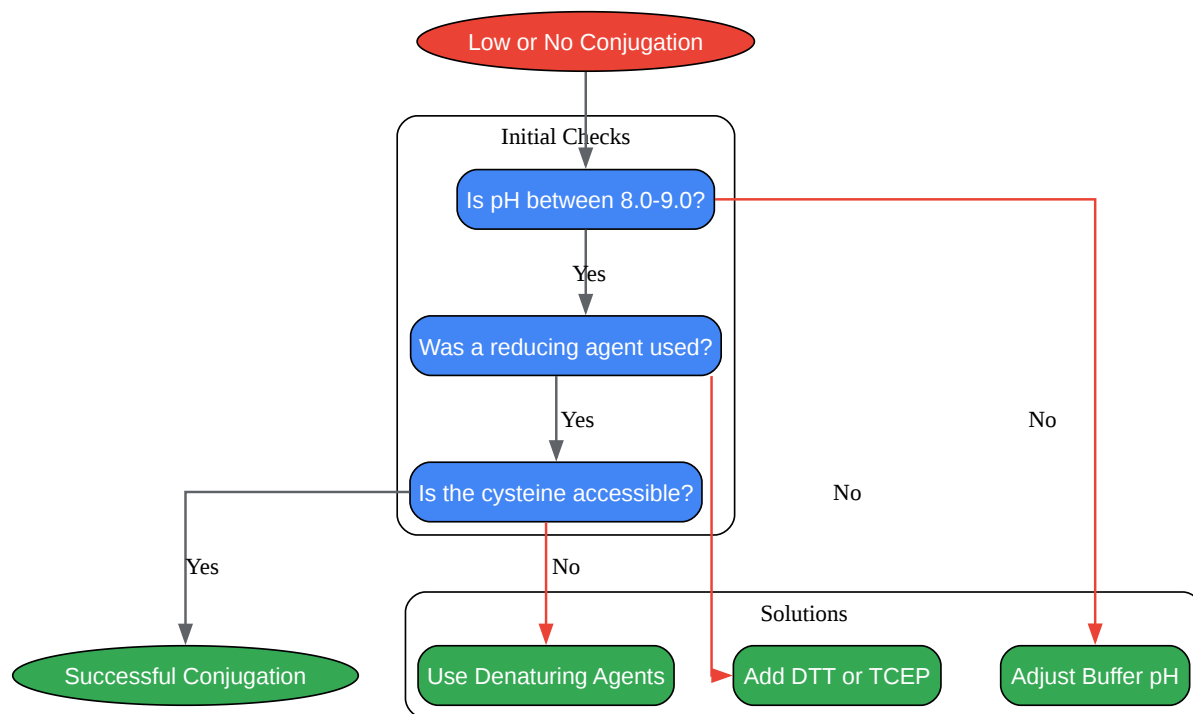 Low or No Conjugation
Initial Checks
Is pH between 8.0-9.0?
Yes
Was a reducing agent used?
Yes
No
Is the cysteine accessible?
No
Yes
No
Solutions
Successful Conjugation
Use Denaturing Agents
Add DTT or TCEP
Adjust Buffer pH